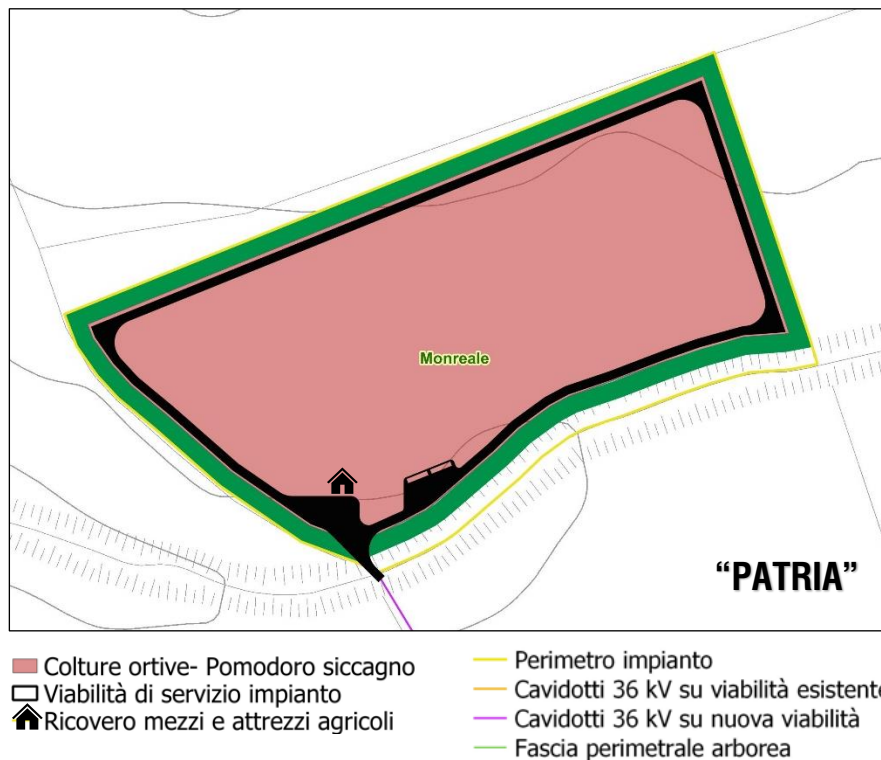 Monreale
“PATRIA”
Colture ortive- Pomodoro siccagno
Viabilità di servizio impianto
Ricovero mezzi e attrezzi agricoli
Perimetro impianto
Cavidotti 36 kV su viabilità esistente
Cavidotti 36 kV su nuova viabilità
Fascia perimetrale arborea